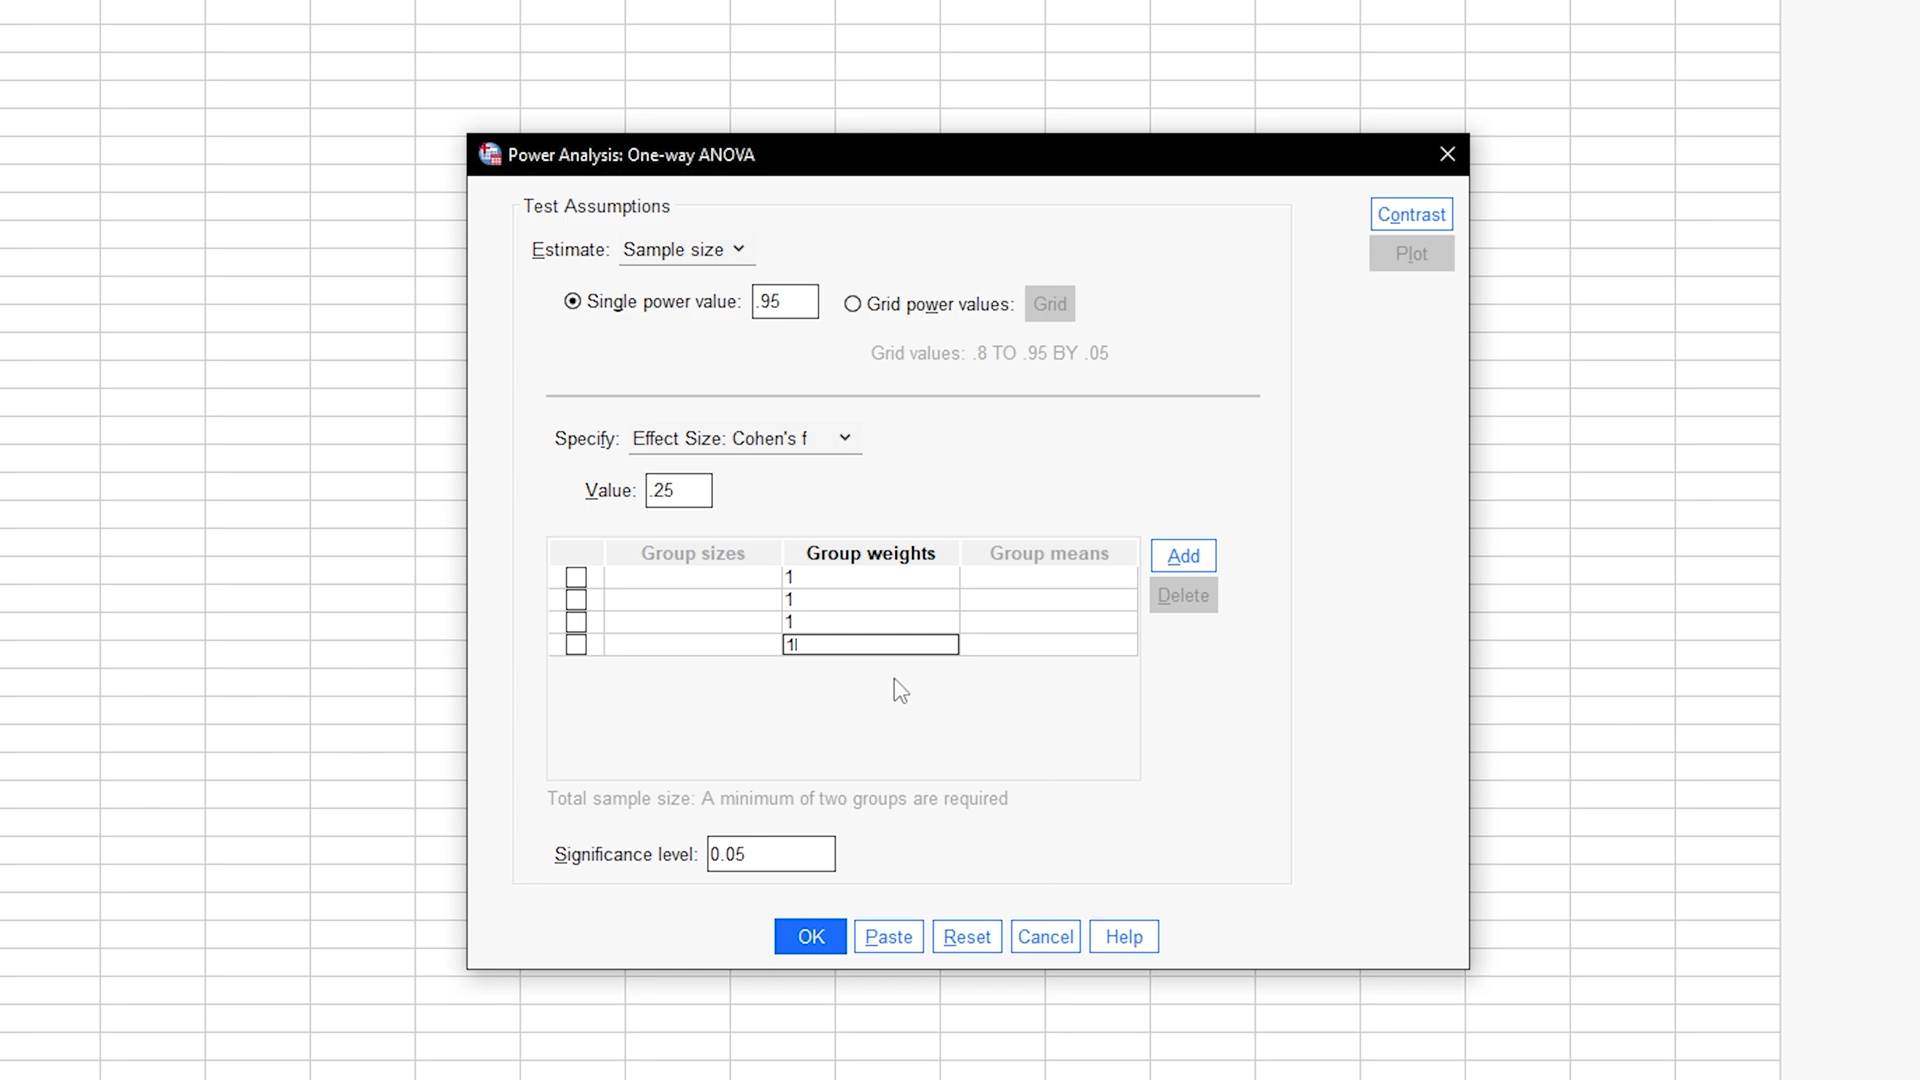 Power Analysis: One-way ANOVA
Test Assumptions
Contrast
Estimate: Sample size
Plot
Single power value: .95 Grid power values: Grid
Grid values: .8 TO .95 BY .05
Specify: Effect Size: Cohen's f
Value: .25
Group sizes Group weights Group means Add
1
1 Delete
1
1
Total sample size: A minimum of two groups are required
Significance level: 0.05
OK Paste Reset Cancel Help